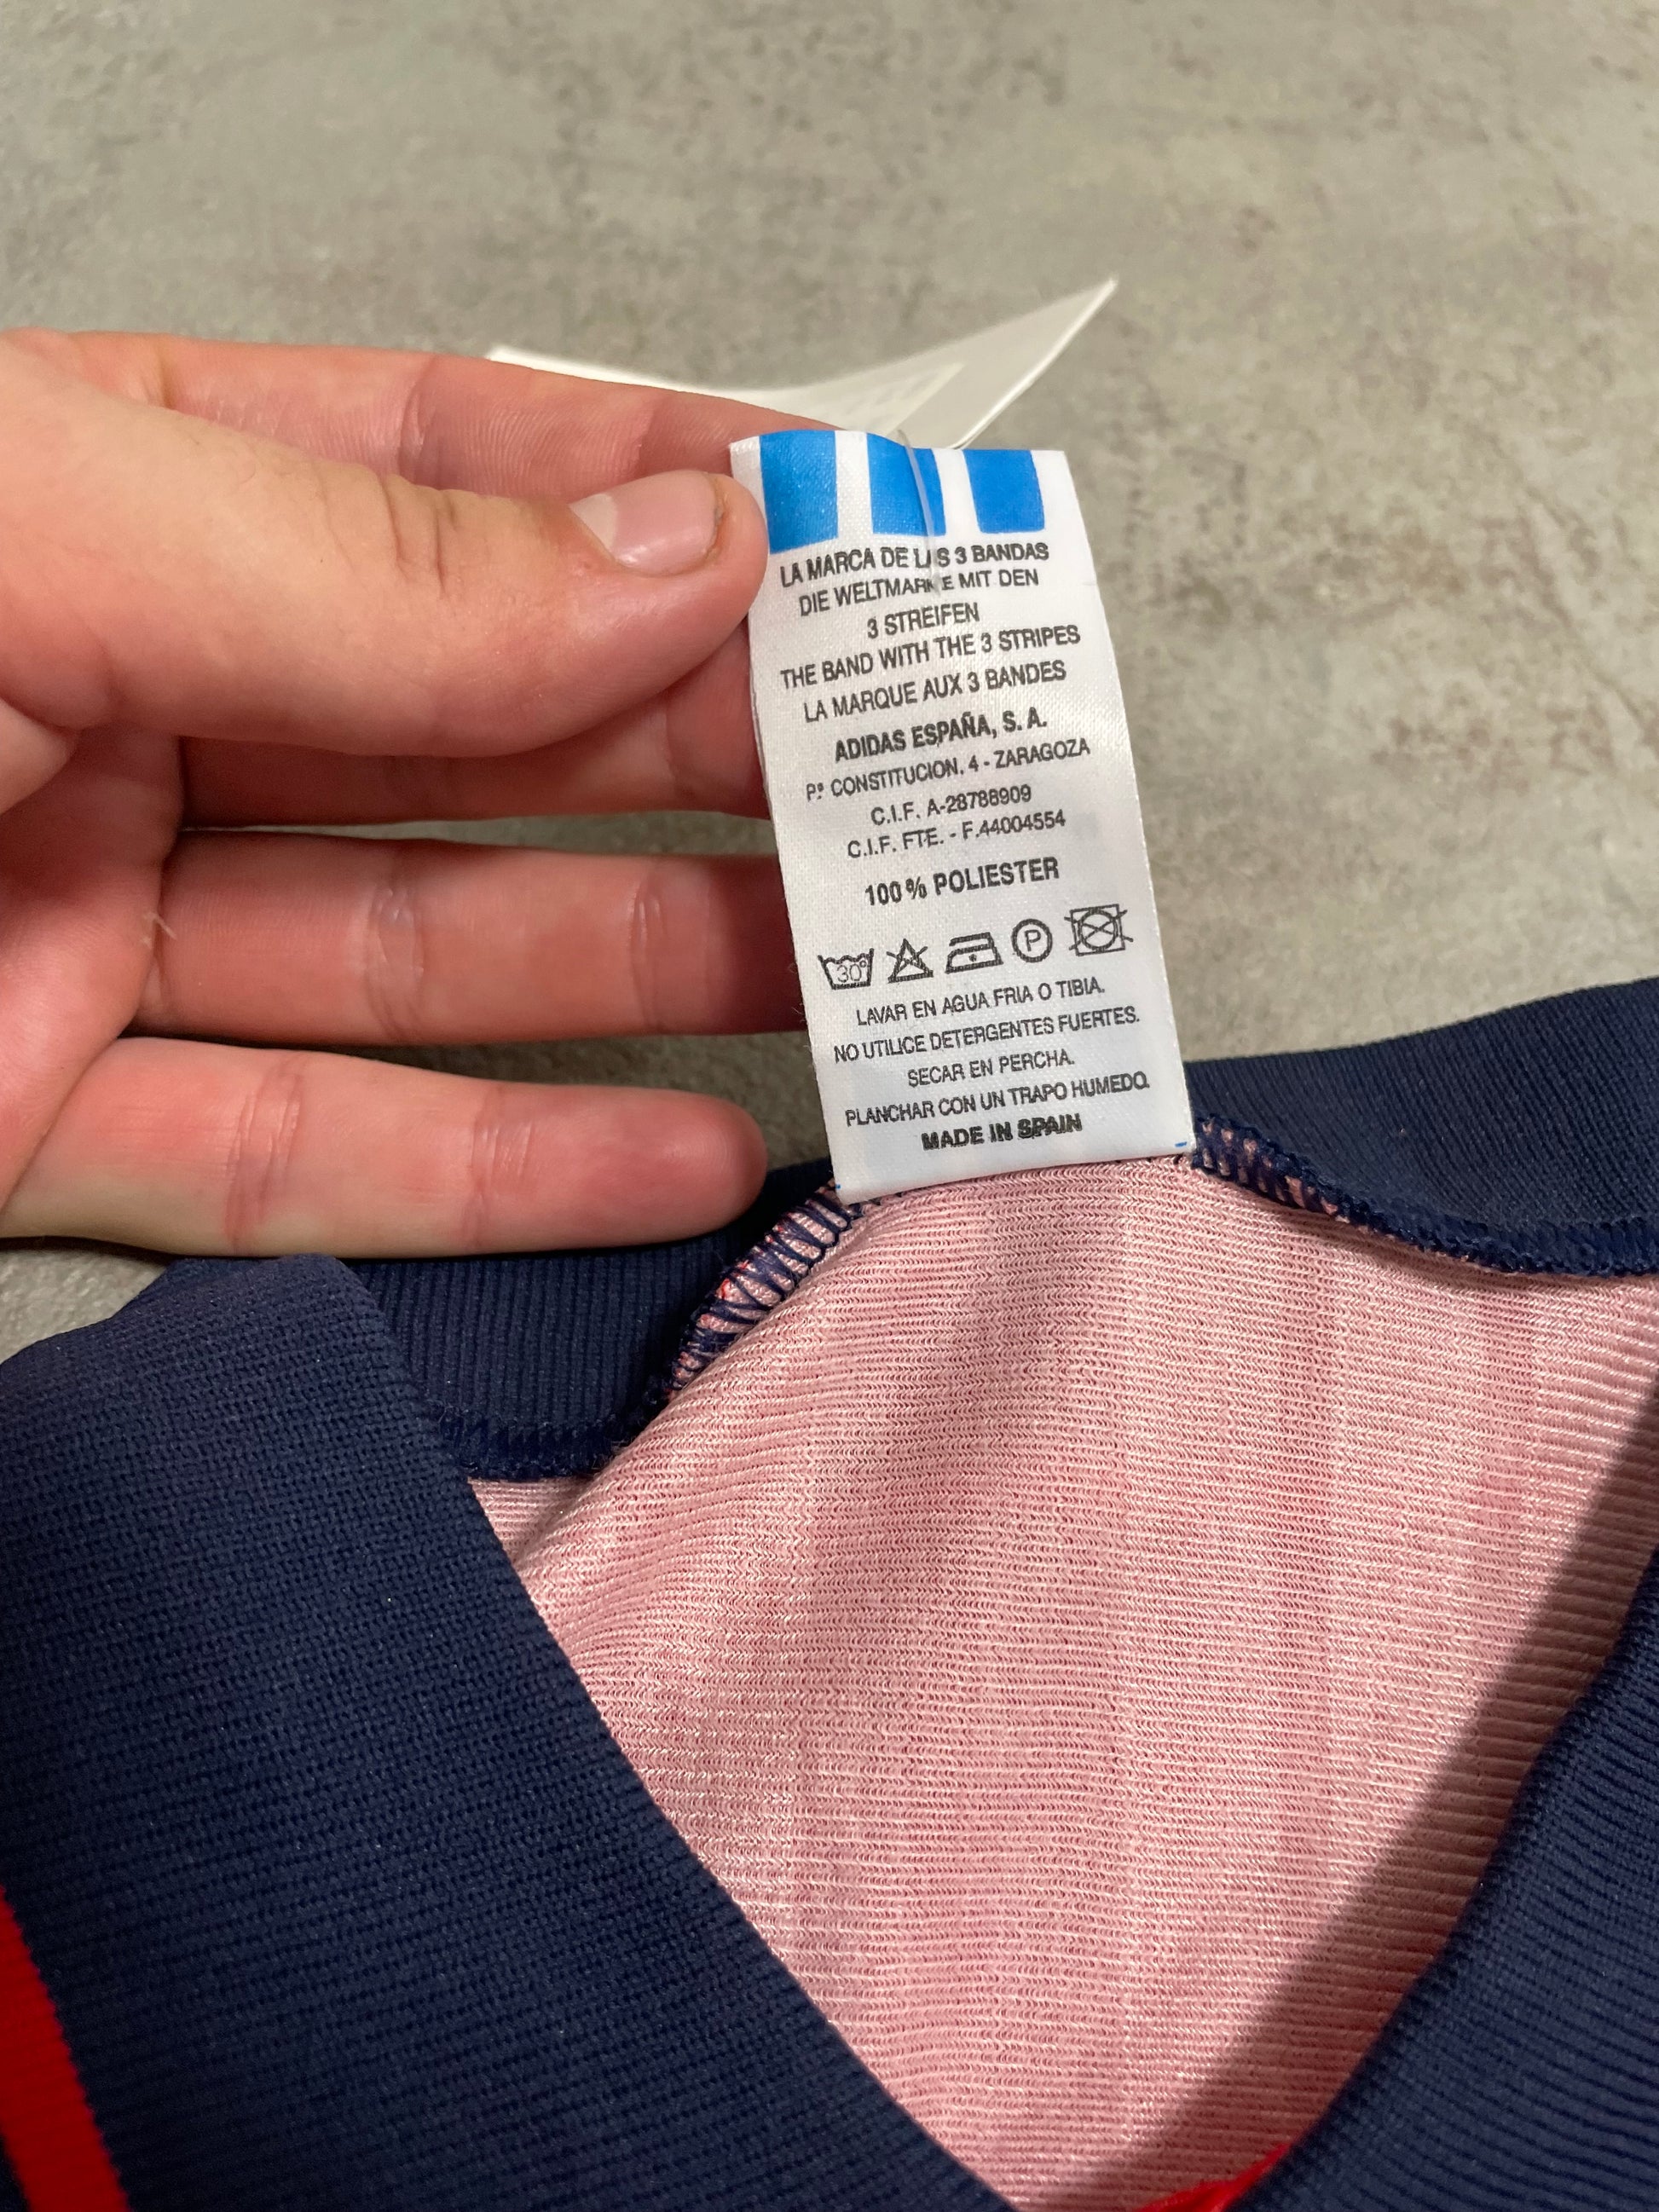 LA MARCA DE LAS 3 BANDAS
DIE WELTMARKE MIT DEN
3 STREIFEN
THE BAND WITH THE 3 STRIPES
LA MARQUE AUX 3 BANDES
ADIDAS ESPAÑA, S. A.
Pº CONSTITUCION, 4 - ZARAGOZA
C.I.F. A-28788909
C.I.F. FTE. - F.44004554
100 % POLIESTER
30° P
LAVAR EN AGUA FRIA O TIBIA.
NO UTILICE DETERGENTES FUERTES.
SECAR EN PERCHA.
PLANCHAR CON UN TRAPO HUMEDO.
MADE IN SPAIN